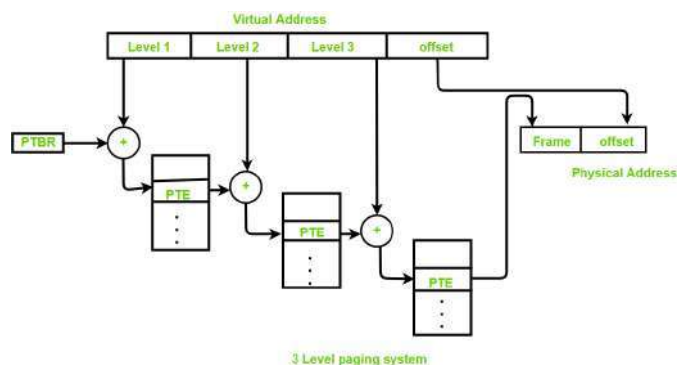 Virtual Address
Level 1 Level 2 Level 3 offset
PTBR + Frame offset
Physical Address
PTE +
PTE +
PTE
3 Level paging system